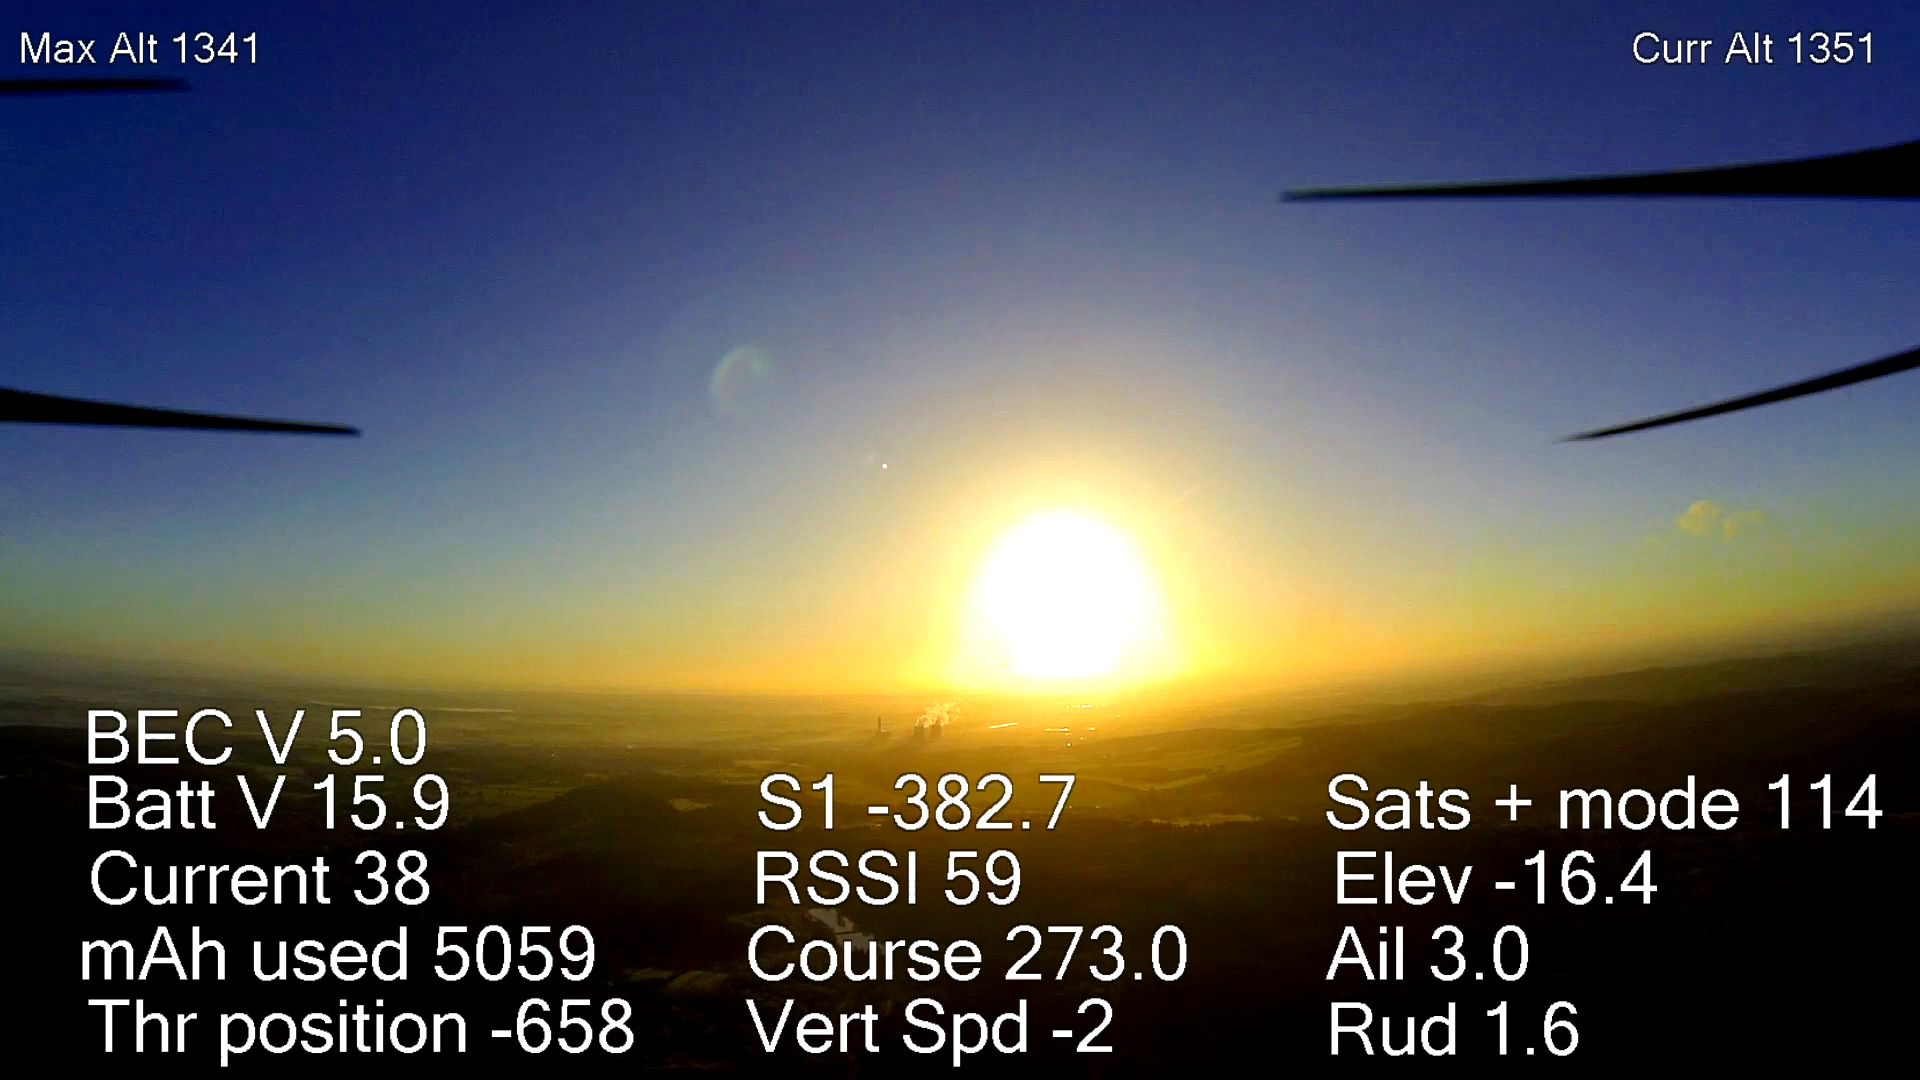 Max Alt 1341
Curr Alt 1351
BEC V 5.0
Batt V 15.9
Current 38
mAh used 5059
Thr position -658
S1 -382.7
RSSI 59
Course 273.0
Vert Spd -2
Sats + mode 114
Elev -16.4
Ail 3.0
Rud 1.6